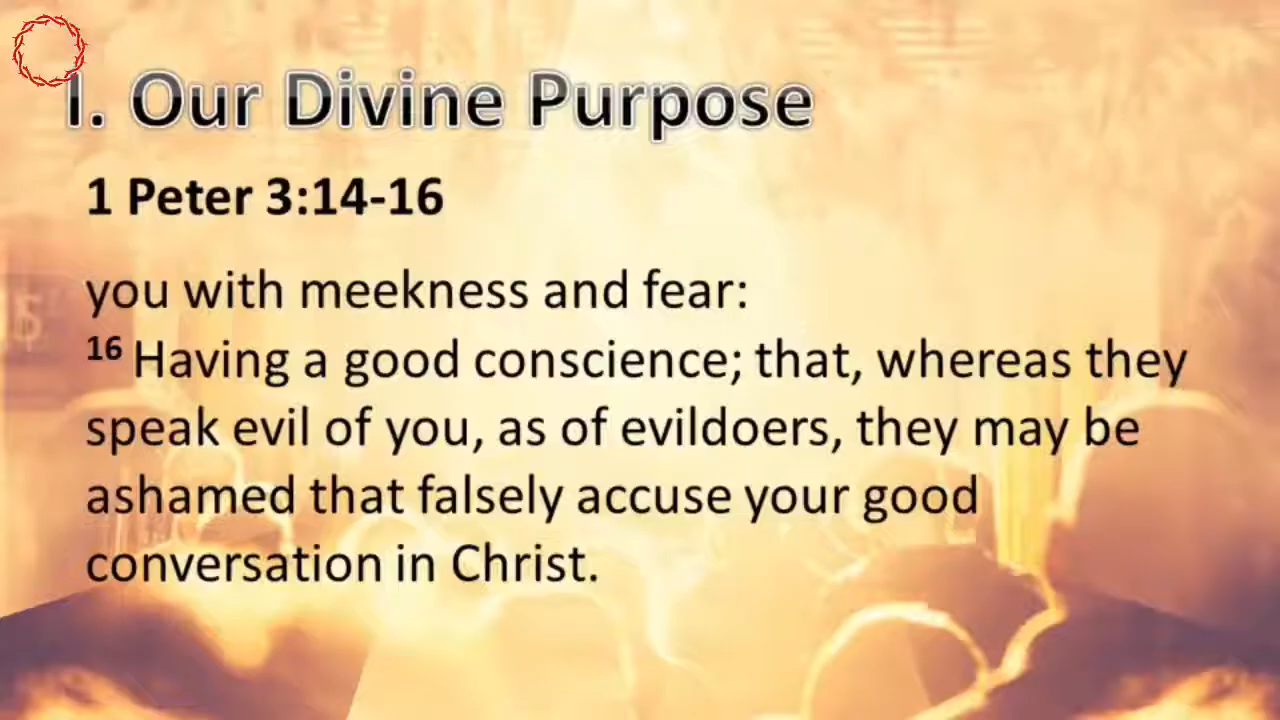 I. Our Divine Purpose
1 Peter 3:14-16
you with meekness and fear:
16 Having a good conscience; that, whereas they
speak evil of you, as of evildoers, they may be
ashamed that falsely accuse your good
conversation in Christ.